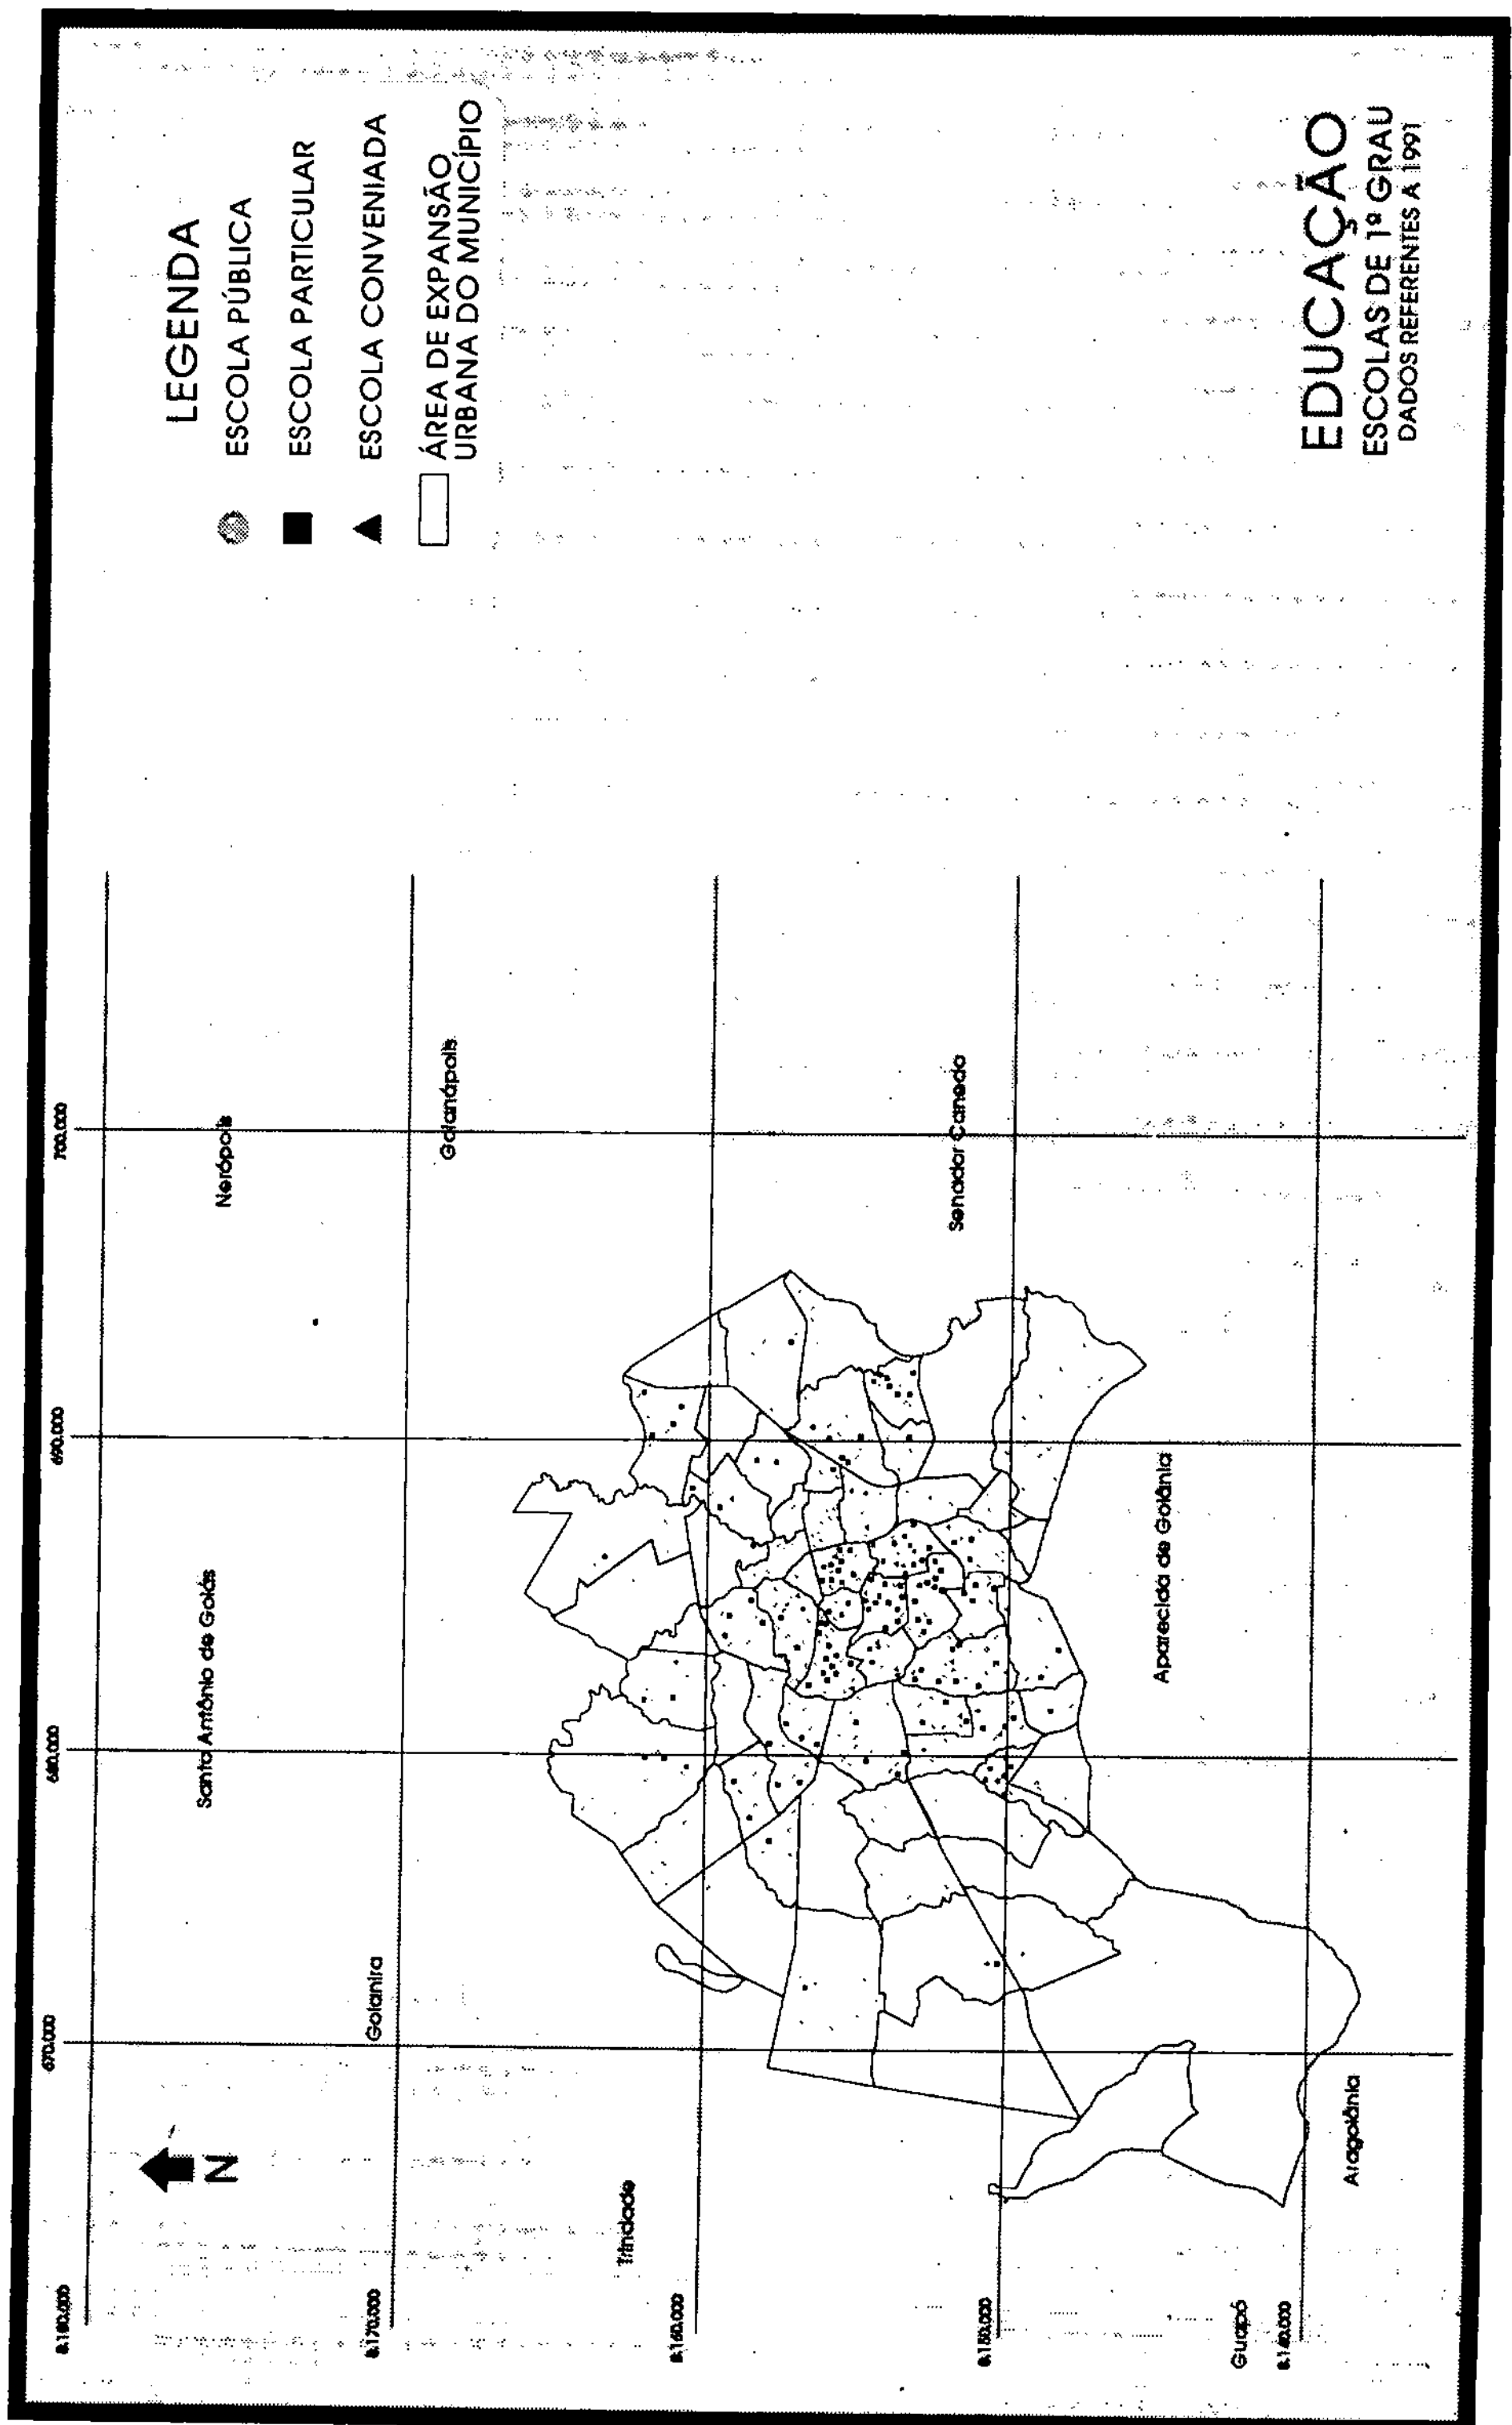 LEGENDA
ESCOLA PÚBLICA
ESCOLA PARTICULAR
ESCOLA CONVENIADA
ÁREA DE EXPANSÃO
URBANA DO MUNICÍPIO
EDUCAÇÃO
ESCOLAS DE 1º GRAU
DADOS REFERENTES A 1991
670.000
680.000
690.000
700.000
8.180.000
8.170.000
8.160.000
8.150.000
8.140.000
N
Nerópolis
Santo Antônio de Goiás
Goianápolis
Goianira
Trindade
Senador Canedo
Aparecida de Goiânia
Guapó
Aragoiânia